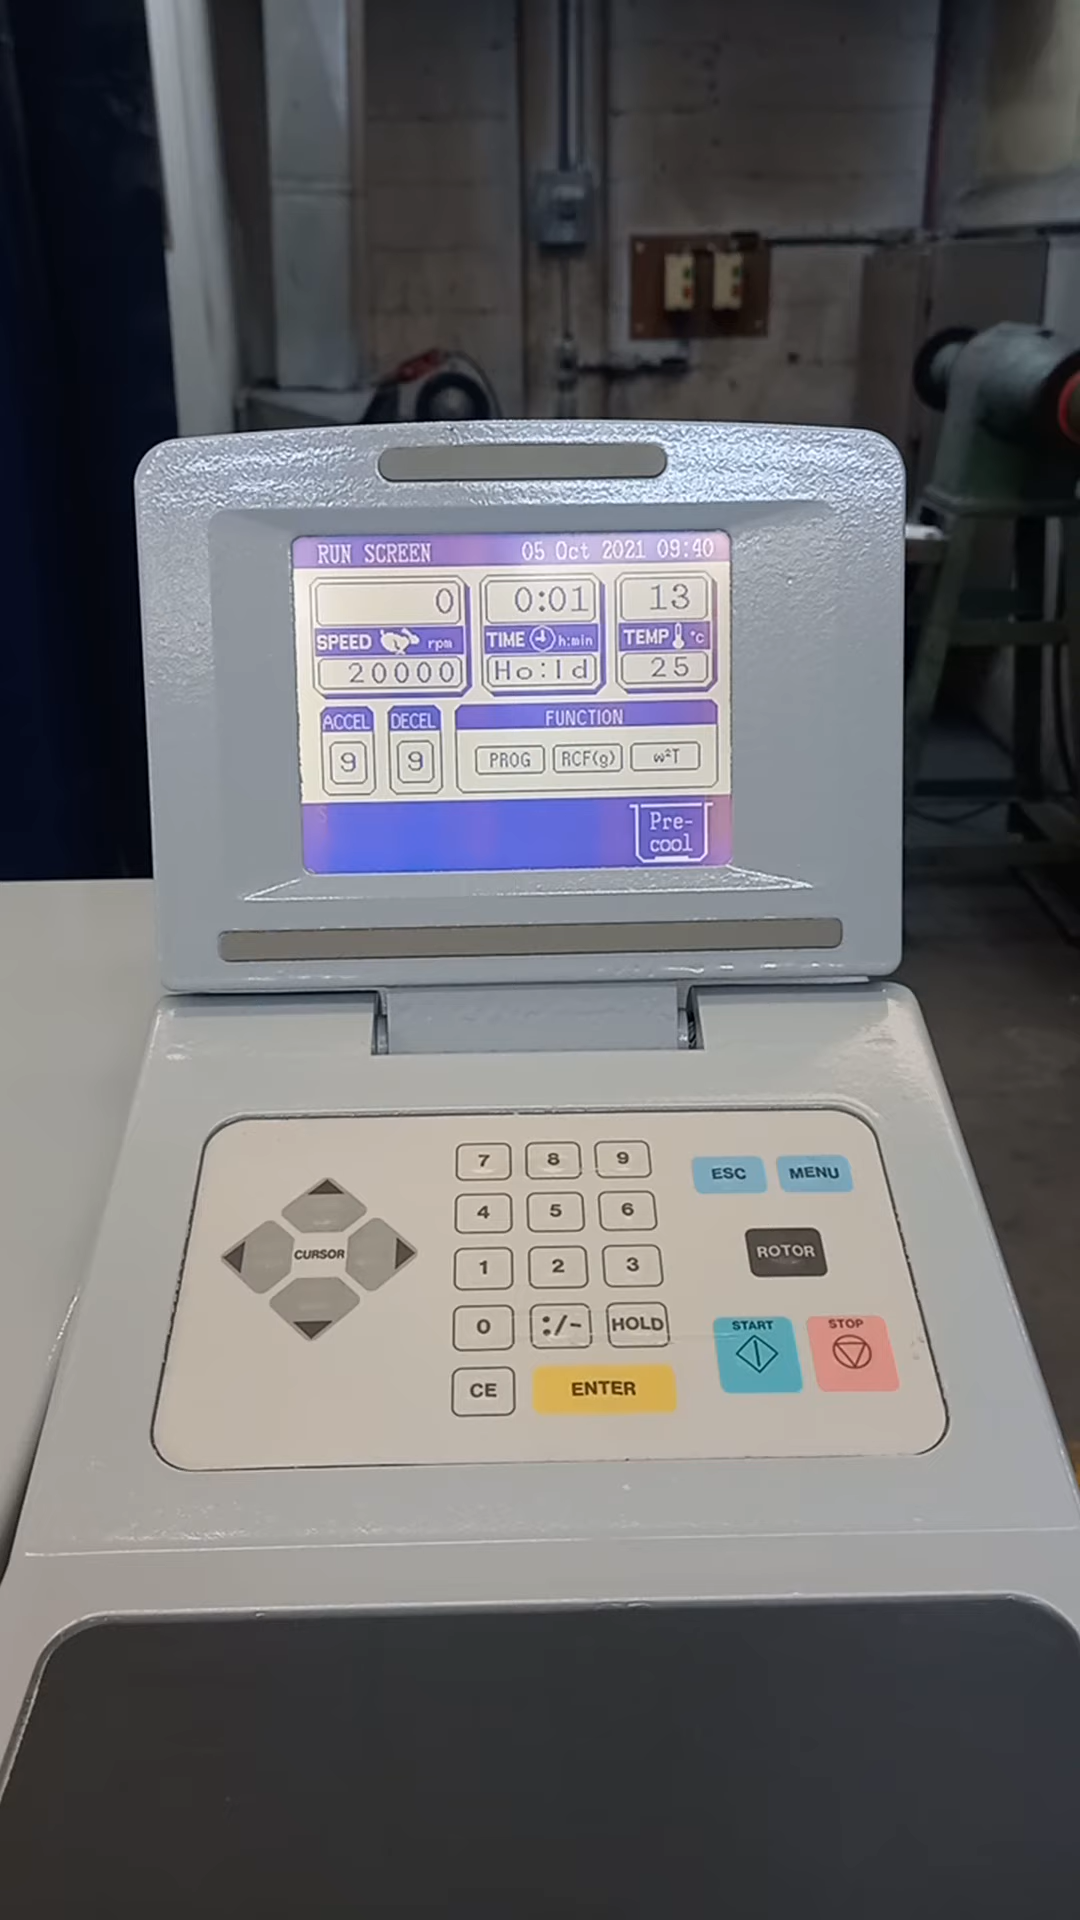 RUN SCREEN 05 Oct 2021 09:40
0 0:01 13
SPEED rpm TIME h:min TEMP °C
20000 Ho:ld 25
ACCEL DECEL FUNCTION
9 9 PROG RCF(g) ω²T
S
Pre-
cool
7 8 9 ESC MENU
4 5 6
CURSOR 1 2 3 ROTOR
0 :/- HOLD START STOP
CE ENTER